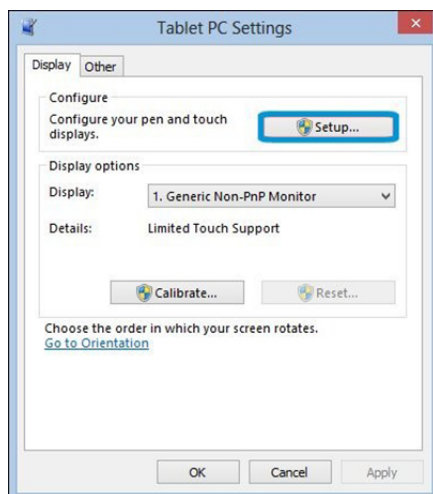 Tablet PC Settings
Display
Other
Configure
Configure your pen and touch
displays.
Setup...
Display options
Display:
1. Generic Non-PnP Monitor
Details:
Limited Touch Support
Calibrate...
Reset...
Choose the order in which your screen rotates.
Go to Orientation
OK
Cancel
Apply